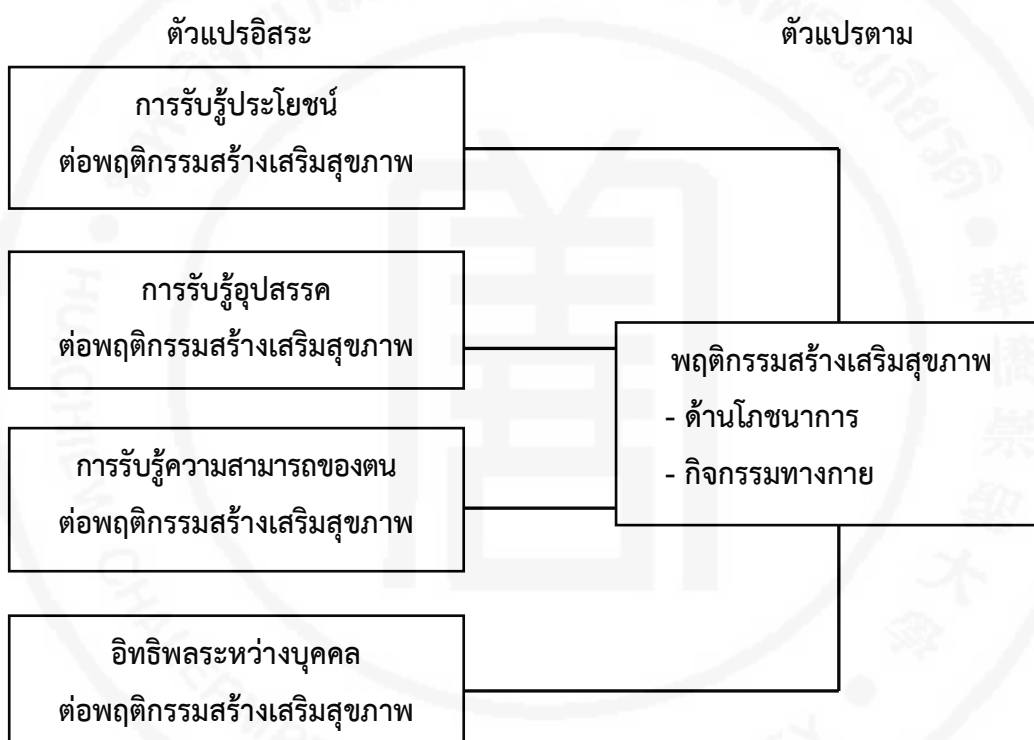 ตัวแปรอิสระ
ตัวแปรตาม
การรับรู้ประโยชน์
ต่อพฤติกรรมสร้างเสริมสุขภาพ
การรับรู้อุปสรรค
ต่อพฤติกรรมสร้างเสริมสุขภาพ
การรับรู้ความสามารถของตน
ต่อพฤติกรรมสร้างเสริมสุขภาพ
อิทธิพลระหว่างบุคคล
ต่อพฤติกรรมสร้างเสริมสุขภาพ
พฤติกรรมสร้างเสริมสุขภาพ
- ด้านโภชนาการ
- กิจกรรมทางกาย